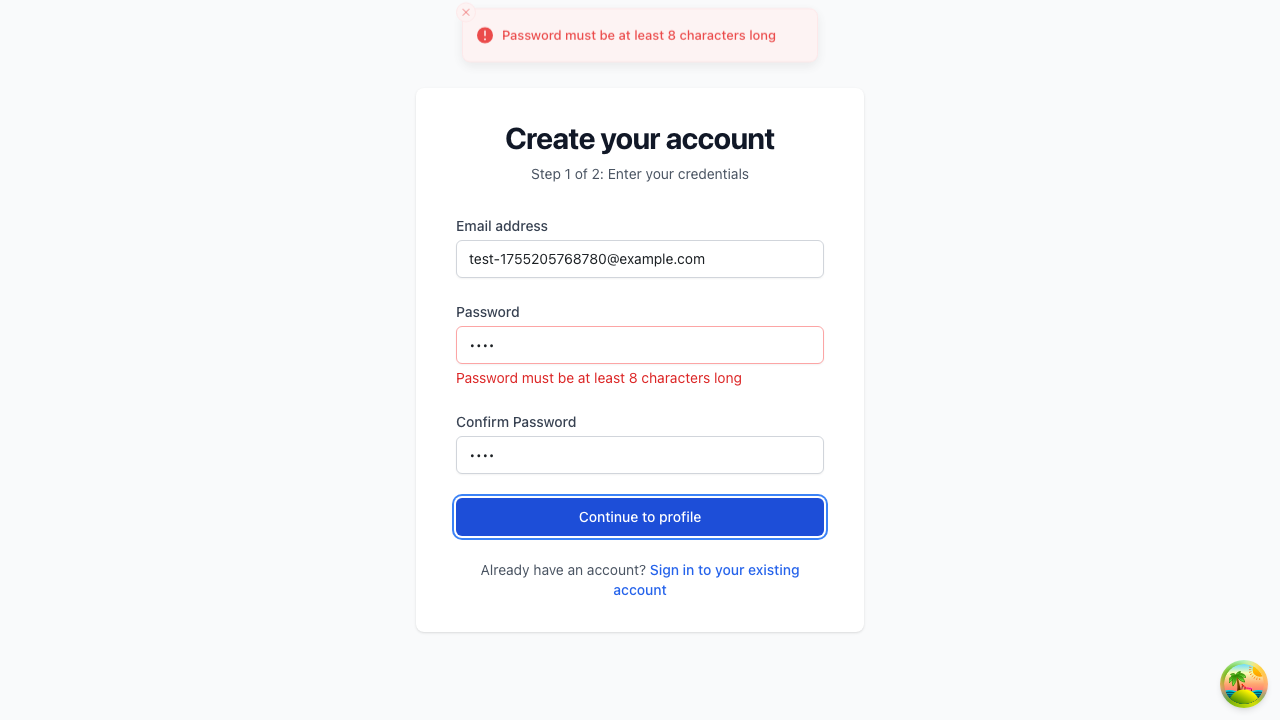 Password must be at least 8 characters long
Create your account
Step 1 of 2: Enter your credentials
Email address
test-1755205768780@example.com
Password
••••
Password must be at least 8 characters long
Confirm Password
••••
Continue to profile
Already have an account? Sign in to your existing
account